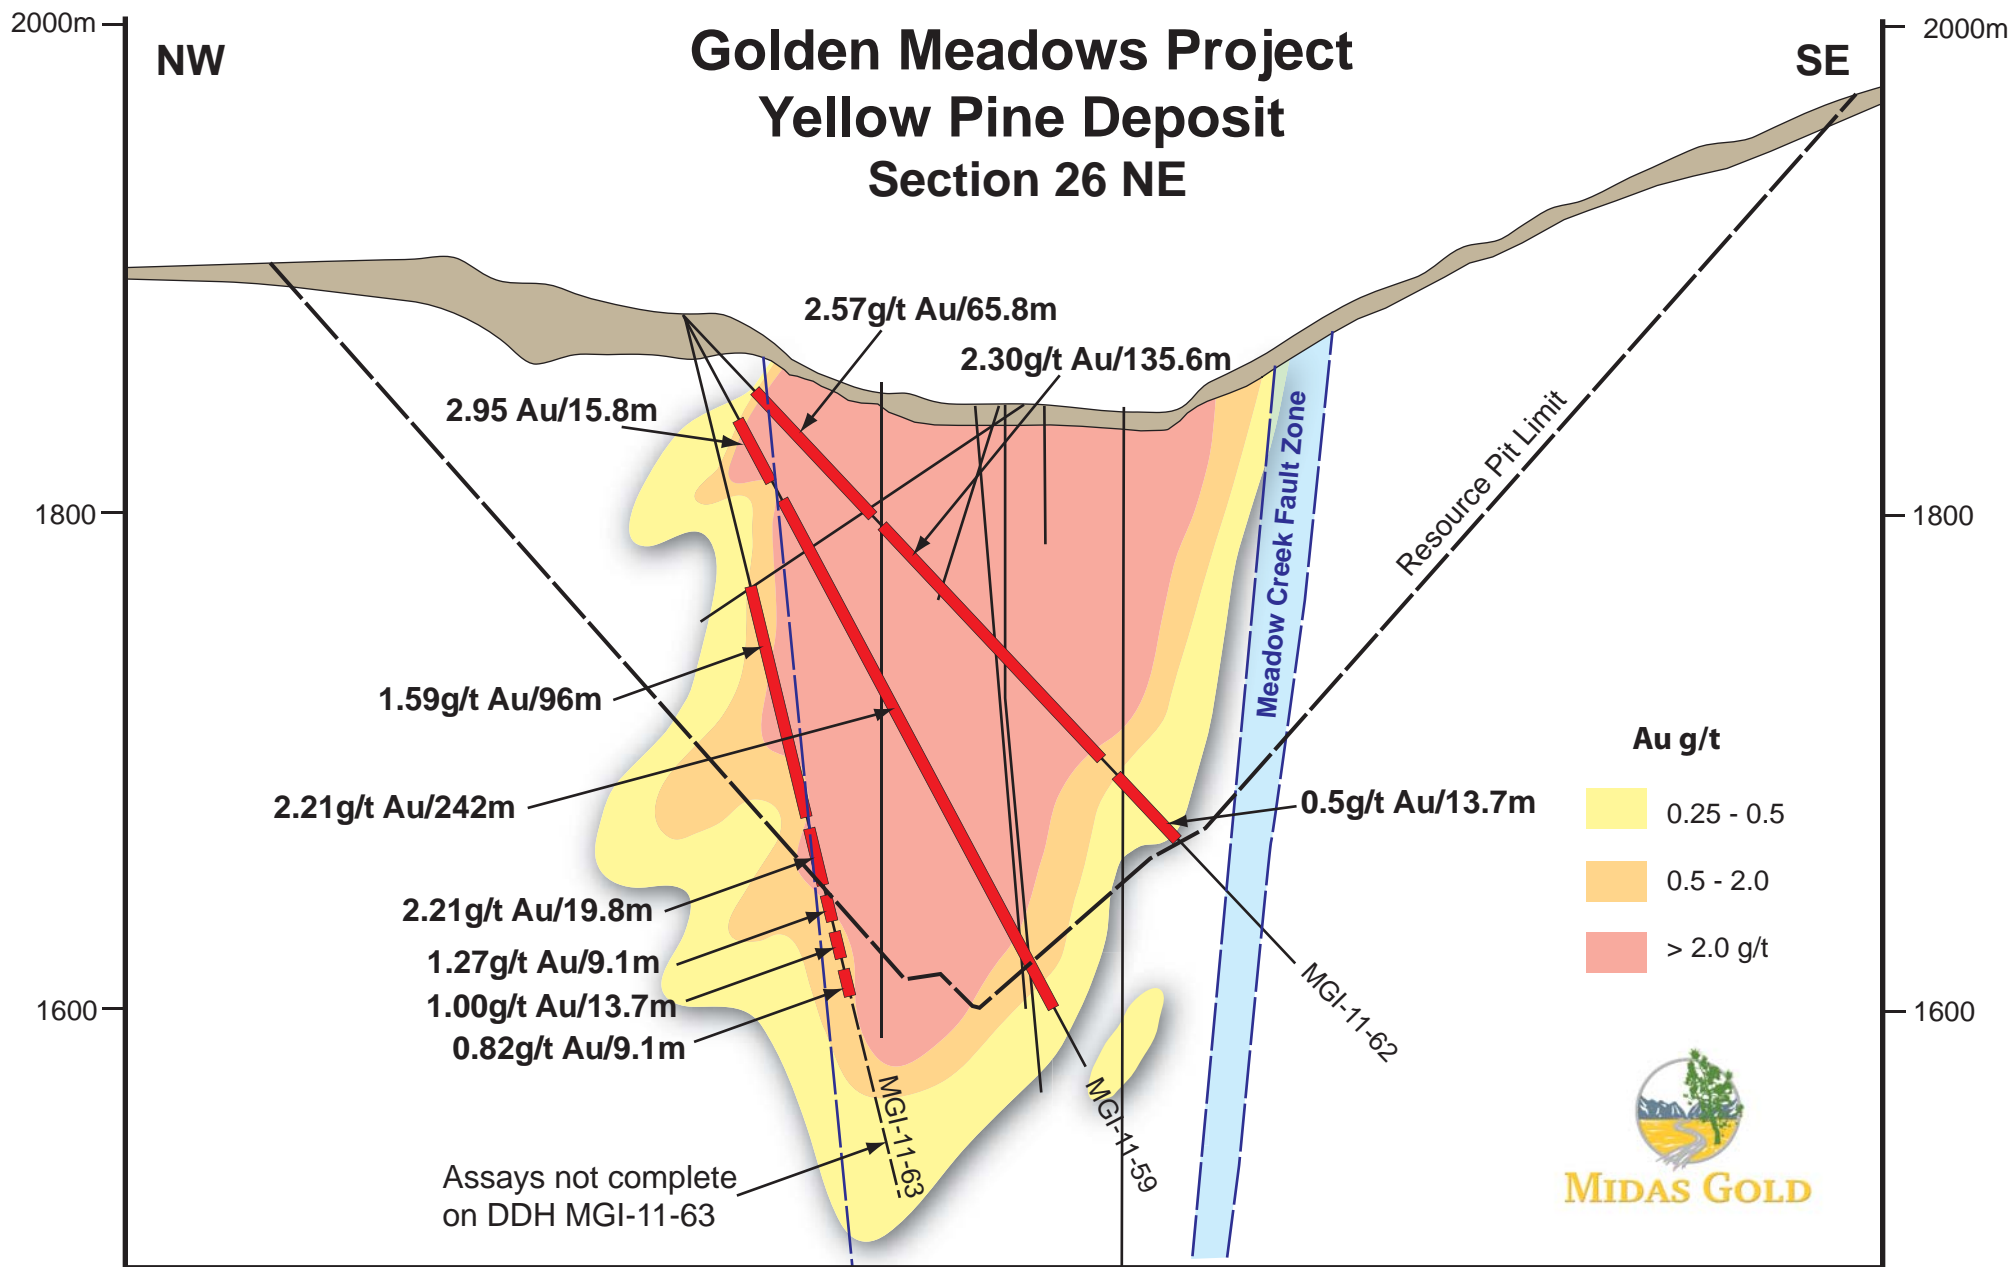 Golden Meadows Project
Yellow Pine Deposit
Section 26 NE
2000m
2000m
NW
SE
2.57g/t Au/65.8m
2.30g/t Au/135.6m
2.95 Au/15.8m
1800
1800
Meadow Creek Fault Zone
Resource Pit Limit
1.59g/t Au/96m
2.21g/t Au/242m
0.5g/t Au/13.7m
Au g/t
0.25 - 0.5
0.5 - 2.0
> 2.0 g/t
2.21g/t Au/19.8m
1.27g/t Au/9.1m
1.00g/t Au/13.7m
0.82g/t Au/9.1m
1600
1600
MGI-11-62
MGI-11-59
MGI-11-63
Assays not complete
on DDH MGI-11-63
MIDAS GOLD